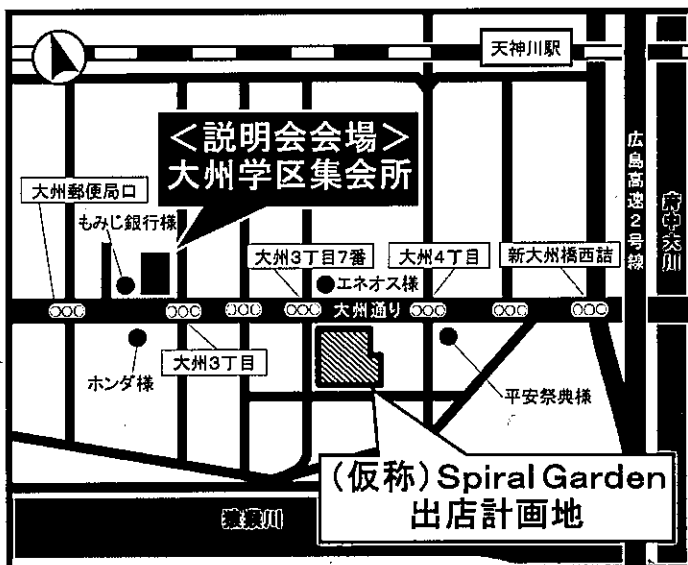 天神川駅
＜説明会会場＞
大州学区集会所
広島高速2号線
府中大川
大州郵便局口
もみじ銀行様
大州3丁目7番
大州4丁目
新大州橋西詰
エネオス様
大州通り
ホンダ様
大州3丁目
平安祭典様
(仮称)Spiral Garden
出店計画地
猿猴川